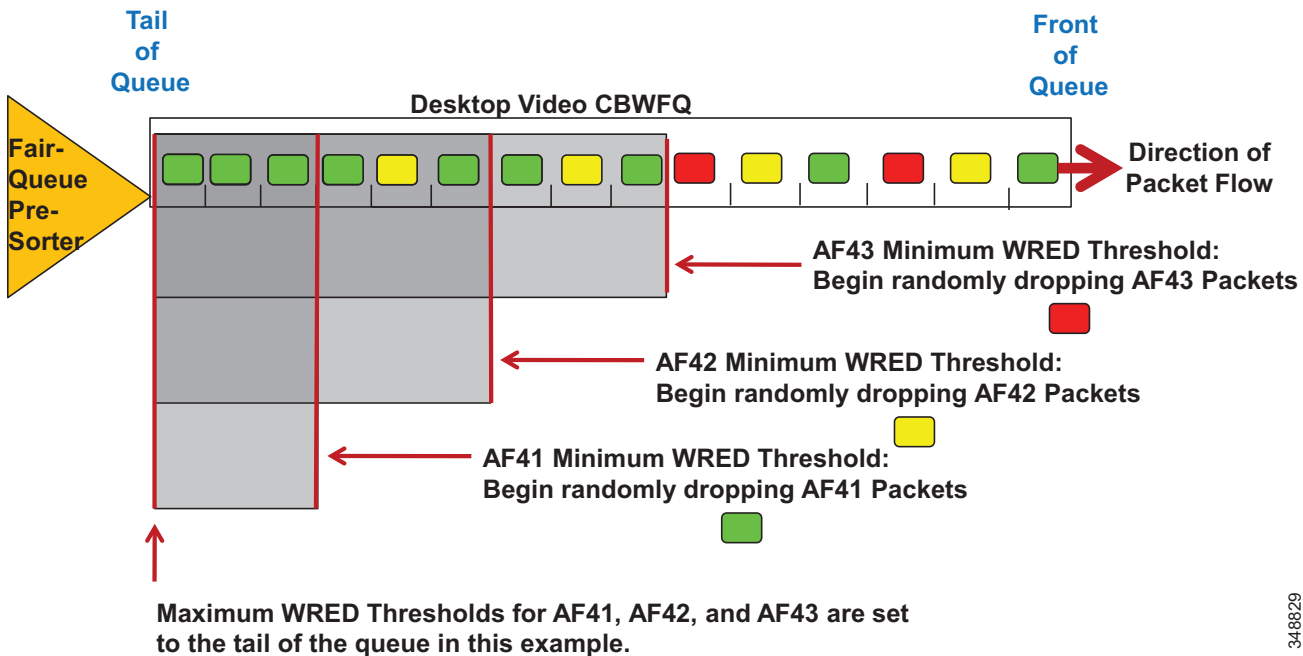 Tail
of
Queue
Front
of
Queue
Desktop Video CBWFQ
Fair-
Queue
Pre-
Sorter
Direction of
Packet Flow
AF43 Minimum WRED Threshold:
Begin randomly dropping AF43 Packets
AF42 Minimum WRED Threshold:
Begin randomly dropping AF42 Packets
AF41 Minimum WRED Threshold:
Begin randomly dropping AF41 Packets
Maximum WRED Thresholds for AF41, AF42, and AF43 are set
to the tail of the queue in this example.
348829